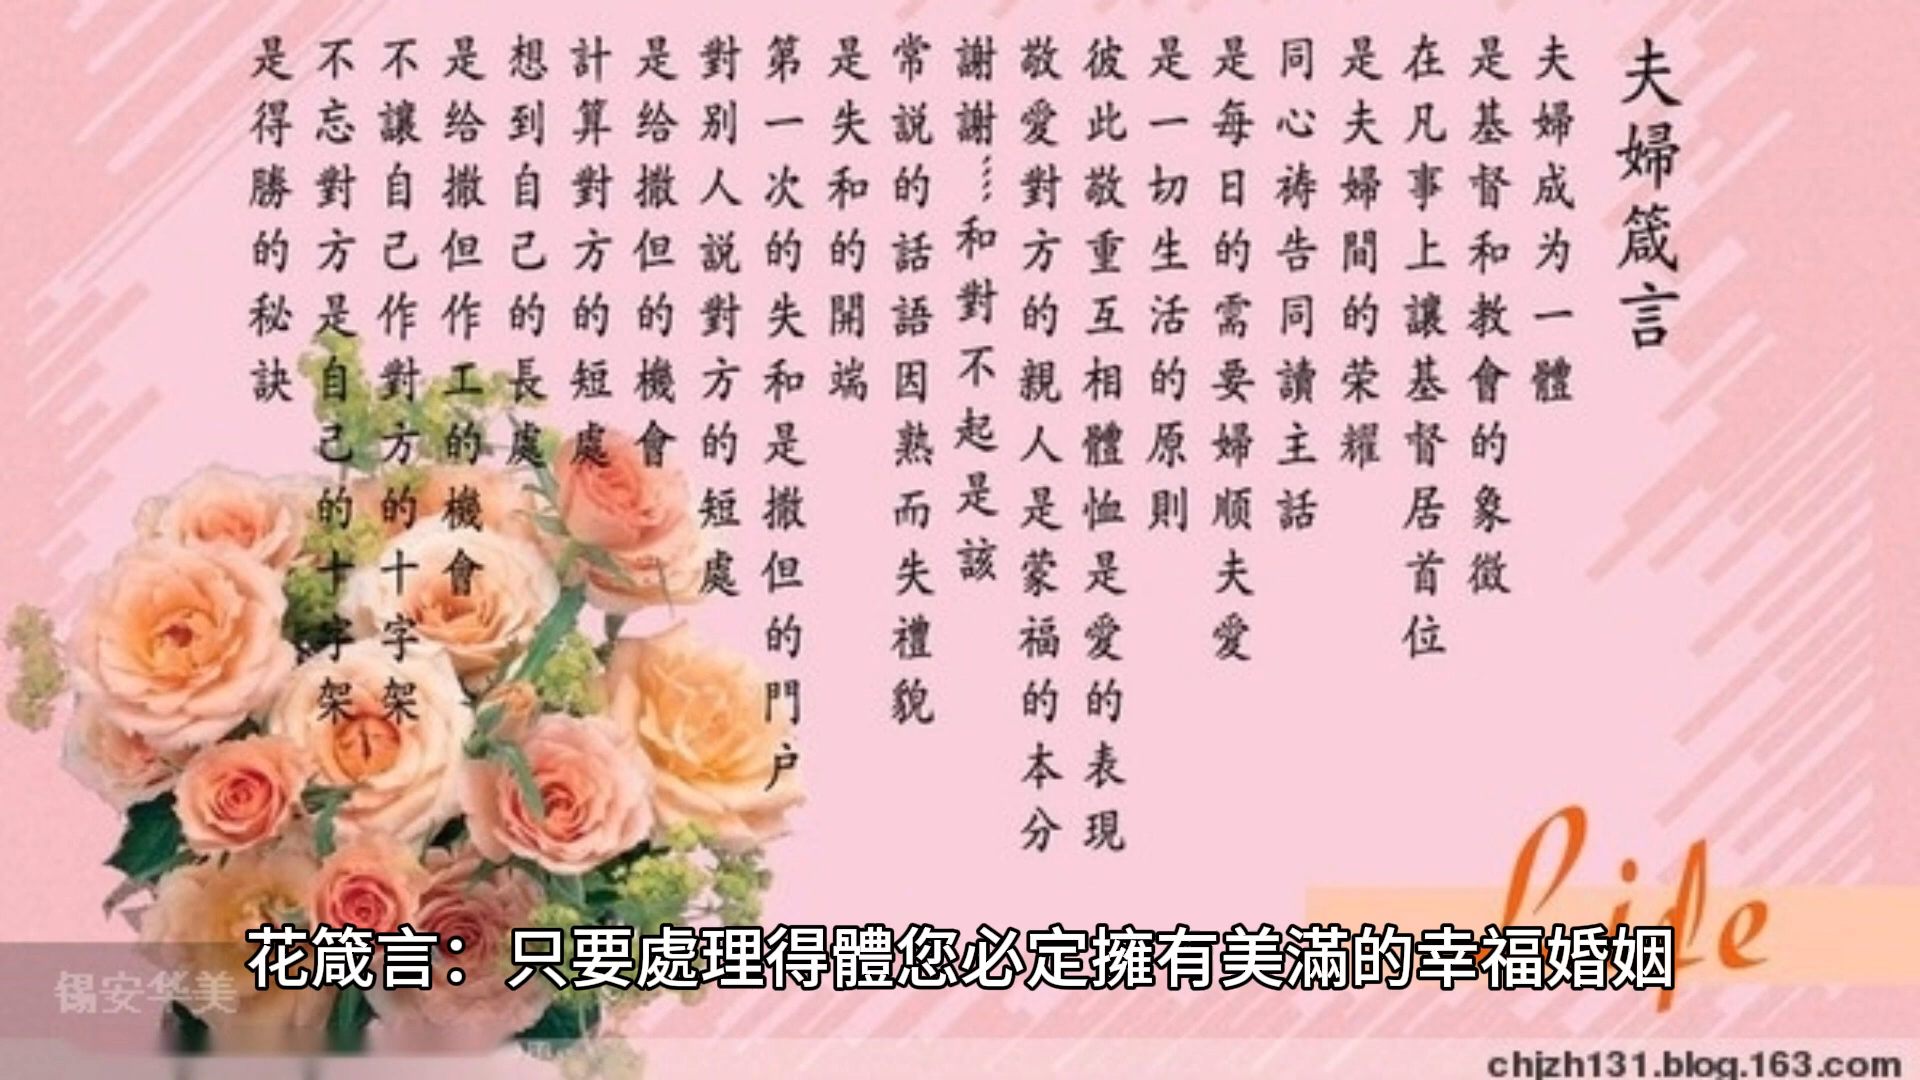 夫婦箴言
夫婦成为一體
是基督和教會的象徵
在凡事上讓基督居首位
是夫婦間的荣耀
同心祷告同讀主話
是每日的需要婦顺夫愛
是一切生活的原則
彼此敬重互相體恤是愛的表現
敬愛對方的親人是蒙福的本分
謝謝……和對不起是該
常説的話語因熟而失禮貌
是失和的開端
第一次的失和是撒但的門户
對别人説對方的短處
是给撒但的機會
計算對方的短處
想到自己的長處
是给撒但作工的機會
不讓自己作對方的十字架
不忘對方是自己的十字架
是得勝的秘訣
Life
花箴言：只要處理得體您必定擁有美滿的幸福婚姻
锡安华美
chjzh131.blog.163.com